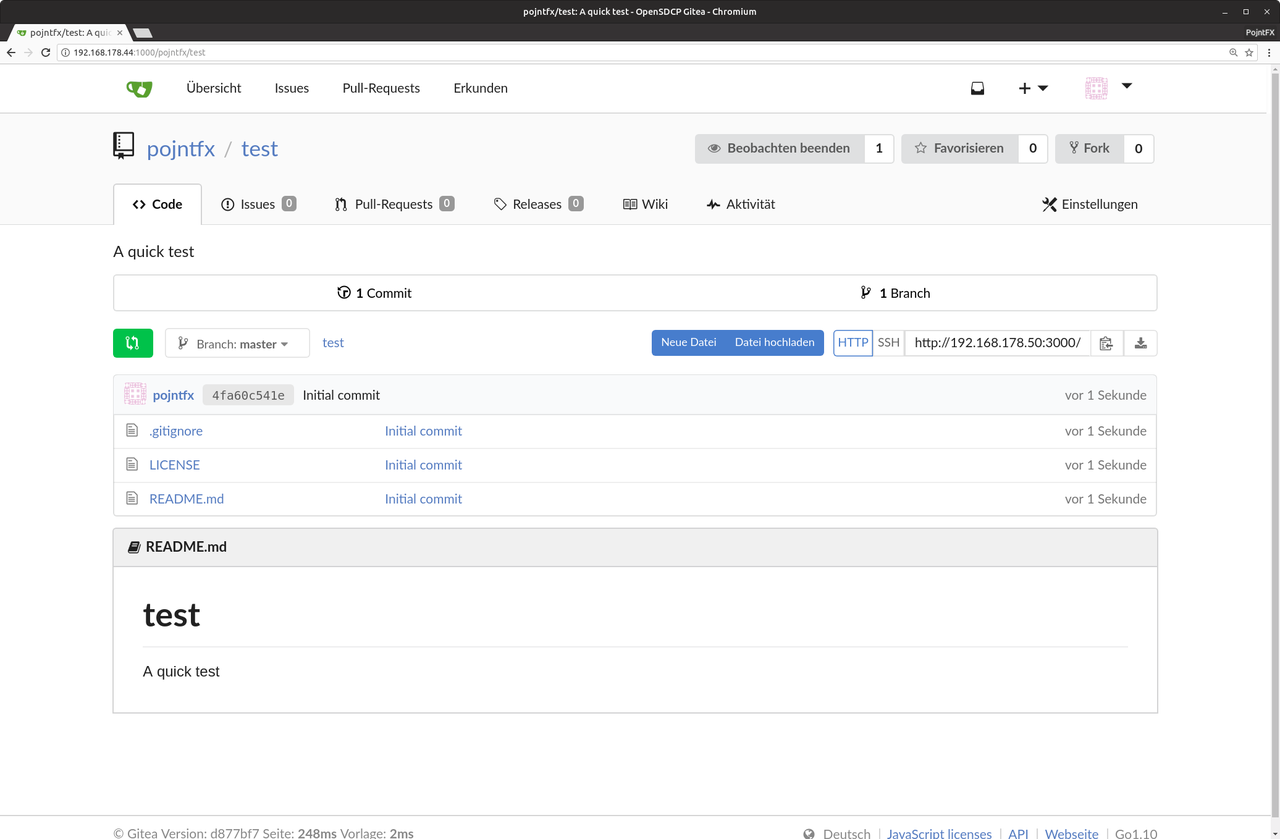 pojntfx/test: A quick test - OpenSDCP Gitea - Chromium
pojntfx/test: A quic
PojntFX
192.168.178.44:1000/pojntfx/test
Übersicht Issues Pull-Requests Erkunden
pojntfx / test
Beobachten beenden 1 Favorisieren 0 Fork 0
Code Issues 0 Pull-Requests 0 Releases 0 Wiki Aktivität Einstellungen
A quick test
1 Commit 1 Branch
Branch: master test Neue Datei Datei hochladen HTTP SSH http://192.168.178.50:3000/
pojntfx 4fa60c541e Initial commit vor 1 Sekunde
.gitignore Initial commit vor 1 Sekunde
LICENSE Initial commit vor 1 Sekunde
README.md Initial commit vor 1 Sekunde
README.md
test
A quick test
© Gitea Version: d877bf7 Seite: 248ms Vorlage: 2ms Deutsch JavaScript licenses API Webseite Go1.10